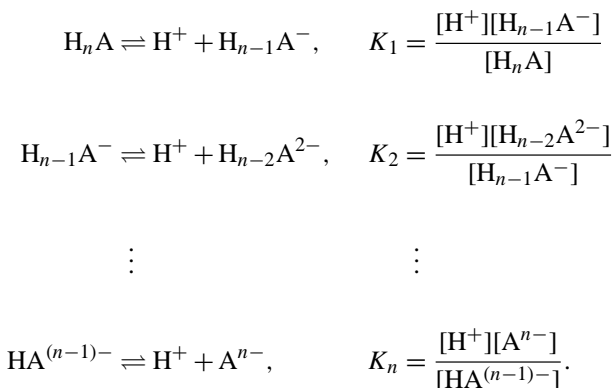 HₙA ⇌ H⁺ + Hₙ₋₁A⁻, K₁ = [H⁺][Hₙ₋₁A⁻] / [HₙA]
Hₙ₋₁A⁻ ⇌ H⁺ + Hₙ₋₂A²⁻, K₂ = [H⁺][Hₙ₋₂A²⁻] / [Hₙ₋₁A⁻]
⋮ ⋮
HA⁽ⁿ⁻¹⁾⁻ ⇌ H⁺ + Aⁿ⁻, Kₙ = [H⁺][Aⁿ⁻] / [HA⁽ⁿ⁻¹⁾⁻].